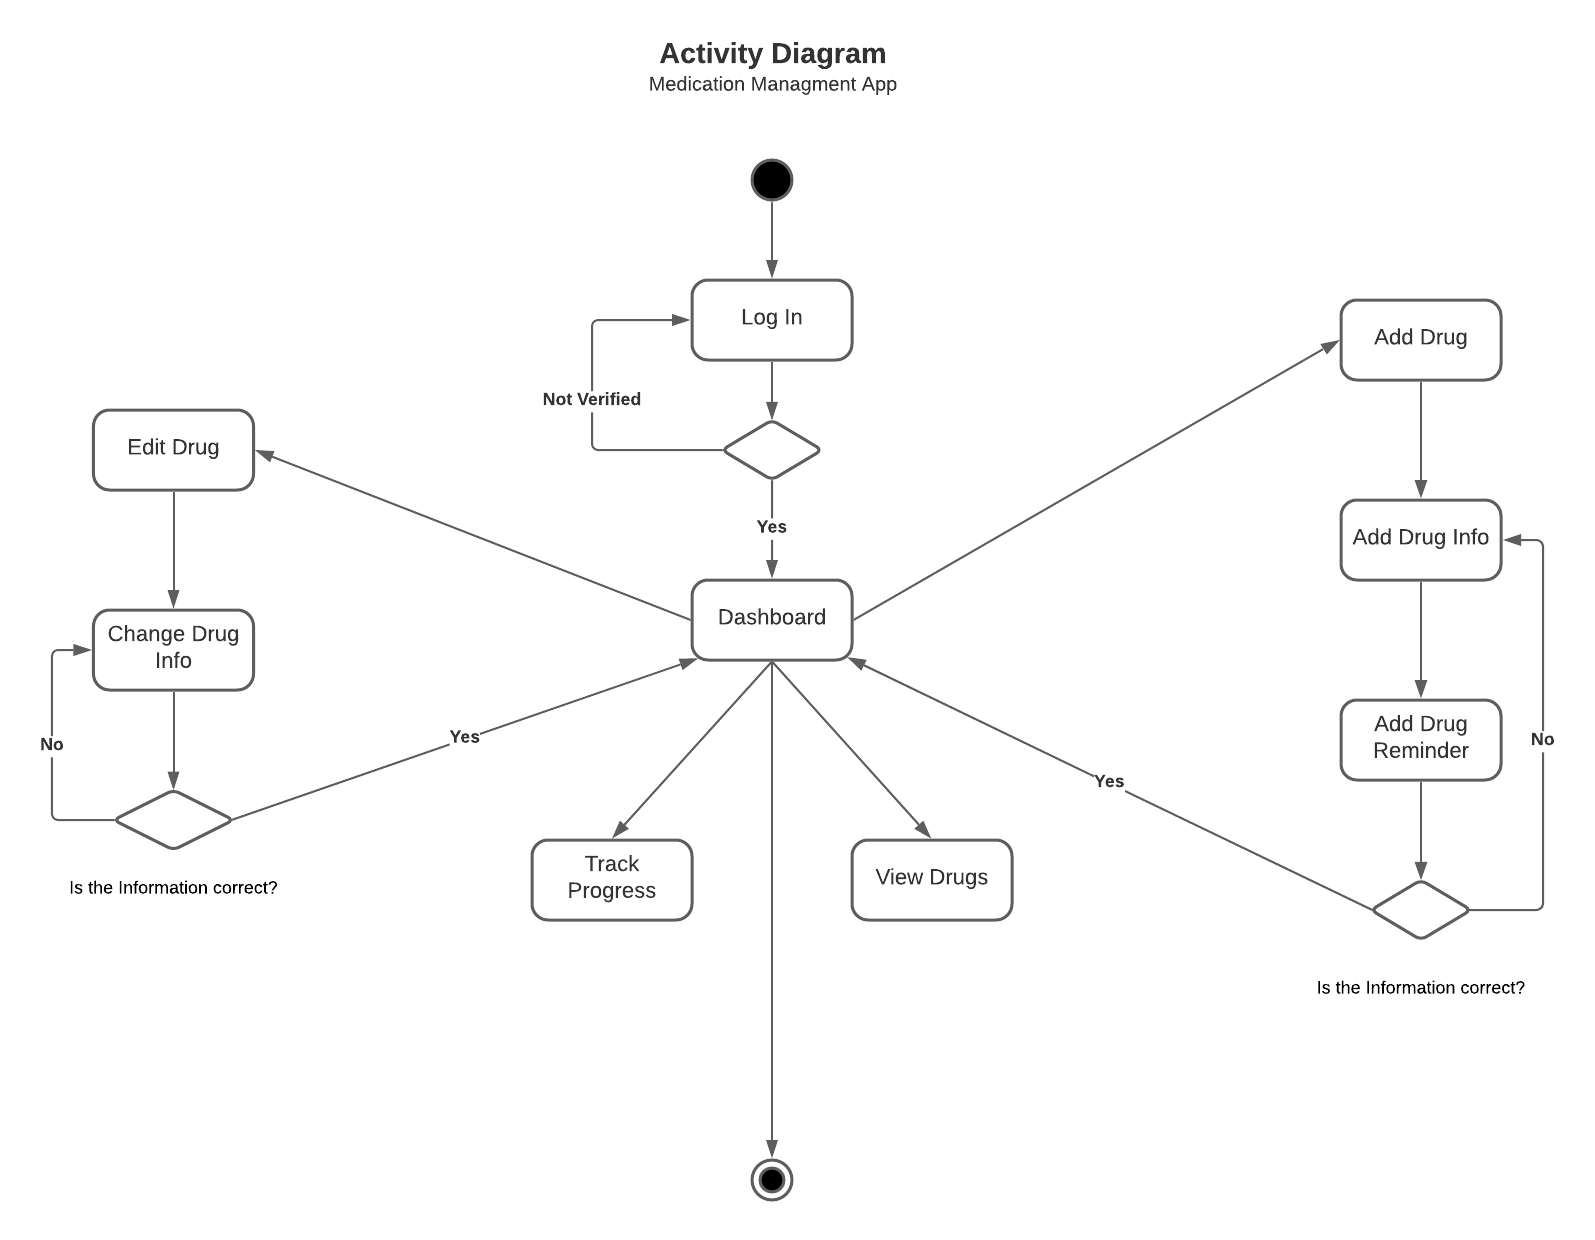 Activity Diagram
Medication Managment App
Log In
Add Drug
Not Verified
Edit Drug
Yes
Add Drug Info
Dashboard
Change Drug
Info
Add Drug
Reminder
No
Yes
No
Yes
Track
Progress
View Drugs
Is the Information correct?
Is the Information correct?